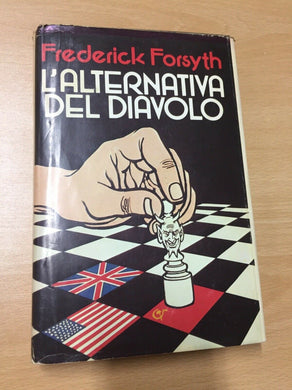 Frederick Forsyth
L'ALTERNATIVA
DEL DIAVOLO